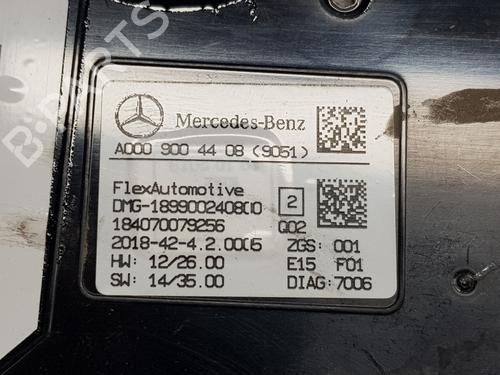 Mercedes-Benz
A000 900 44 08 (9051)
FlexAutomotive
DMG-189900240800
2
184070079256
Q02
2018-42-4.2.0005
ZGS: 001
HW: 12/26.00
E15 F01
SW: 14/35.00
DIAG:7006
B-PARTS